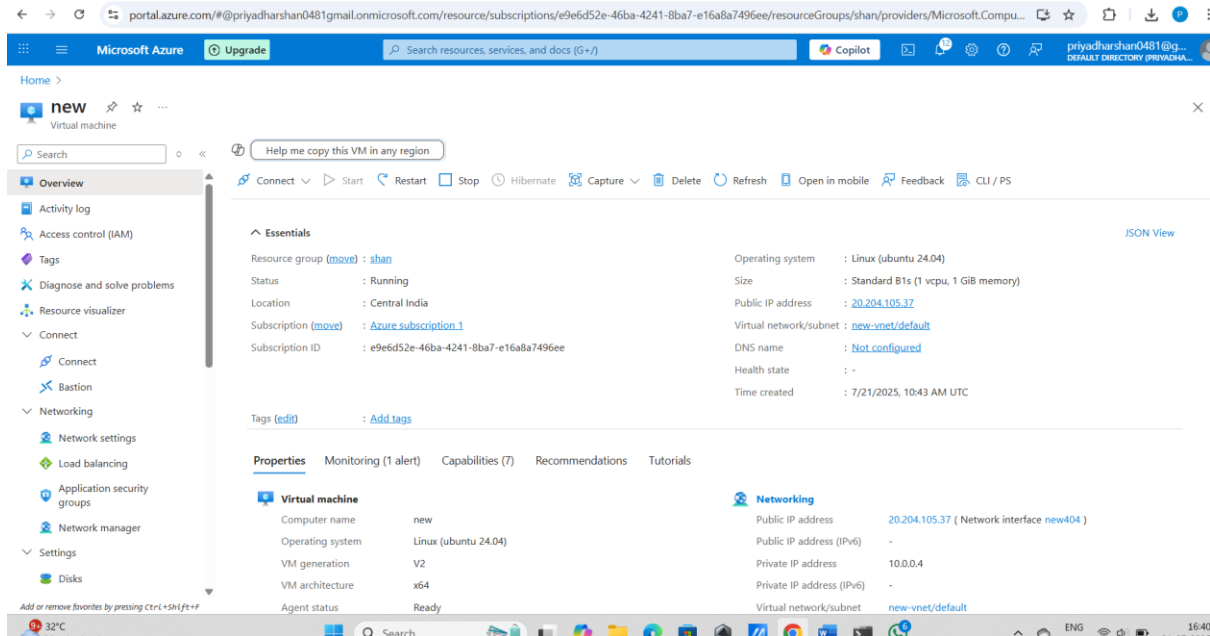 portal.azure.com/#@priyadharshan0481gmail.onmicrosoft.com/resource/subscriptions/e9e6d52e-46ba-4241-8ba7-e16a8a7496ee/resourceGroups/shan/providers/Microsoft.Compu...
P
Microsoft Azure
Upgrade
Search resources, services, and docs (G+/)
Copilot
12
priyadharshan0481@g...
DEFAULT DIRECTORY (PRIYADHA...
Home >
new
Virtual machine
Search
Help me copy this VM in any region
Connect Start Restart Stop Hibernate Capture Delete Refresh Open in mobile Feedback CLI / PS
Overview
Activity log
Access control (IAM)
Tags
Diagnose and solve problems
Resource visualizer
Connect
Connect
Bastion
Networking
Network settings
Load balancing
Application security
groups
Network manager
Settings
Disks
Add or remove favorites by pressing Ctrl+Shift+F
Essentials
JSON View
Resource group (move) : shan
Status : Running
Location : Central India
Subscription (move) : Azure subscription 1
Subscription ID : e9e6d52e-46ba-4241-8ba7-e16a8a7496ee
Operating system : Linux (ubuntu 24.04)
Size : Standard B1s (1 vcpu, 1 GiB memory)
Public IP address : 20.204.105.37
Virtual network/subnet : new-vnet/default
DNS name : Not configured
Health state : -
Time created : 7/21/2025, 10:43 AM UTC
Tags (edit) : Add tags
Properties Monitoring (1 alert) Capabilities (7) Recommendations Tutorials
Virtual machine
Computer name new
Operating system Linux (ubuntu 24.04)
VM generation V2
VM architecture x64
Agent status Ready
Networking
Public IP address 20.204.105.37 ( Network interface new404 )
Public IP address (IPv6) -
Private IP address 10.0.0.4
Private IP address (IPv6) -
Virtual network/subnet new-vnet/default
9+
32°C
Search
6
ENG
16:40